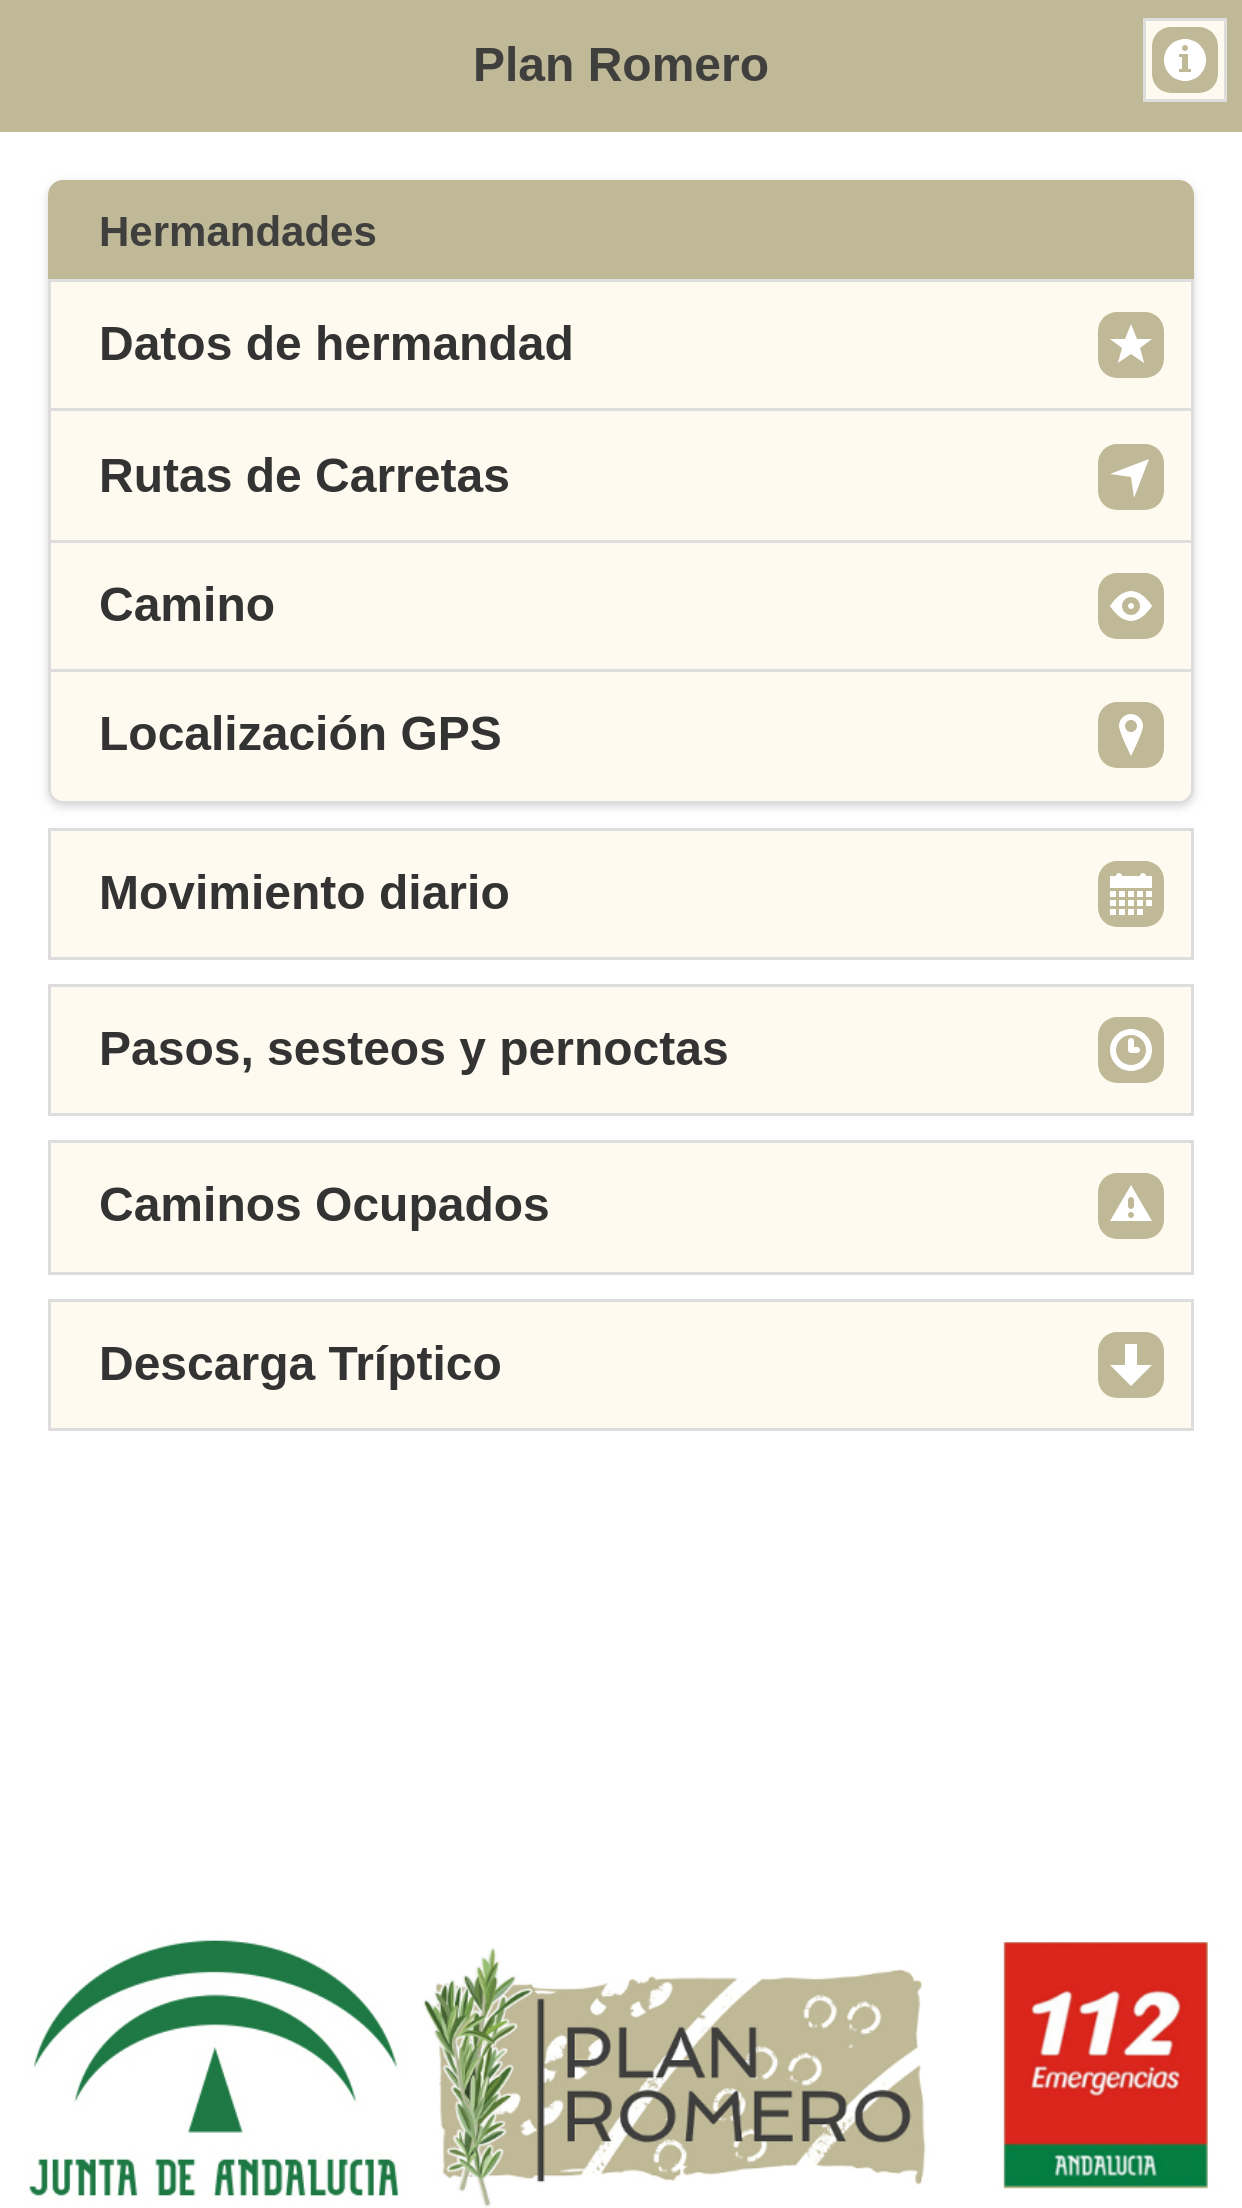 Plan Romero
Hermandades
Datos de hermandad
Rutas de Carretas
Camino
Localización GPS
Movimiento diario
Pasos, sesteos y pernoctas
Caminos Ocupados
Descarga Tríptico
JUNTA DE ANDALUCIA
PLAN
ROMERO
112
Emergencias
ANDALUCIA